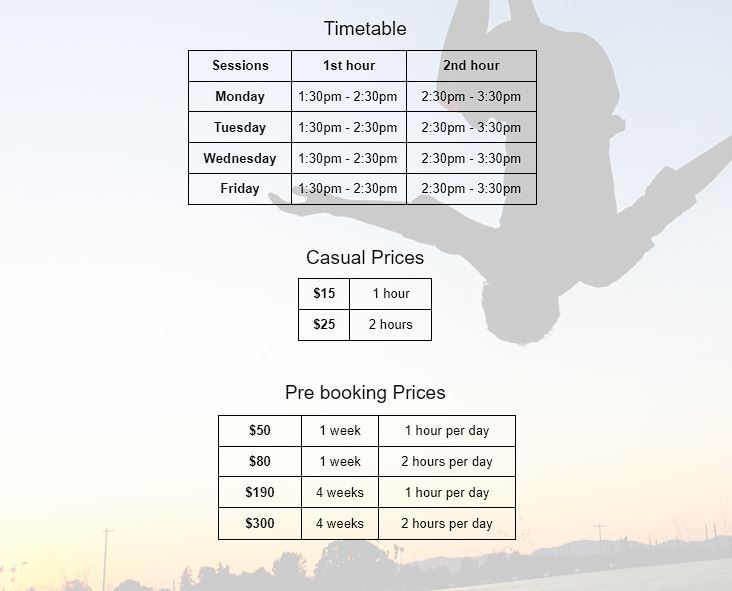 Timetable
Sessions 1st hour 2nd hour
Monday 1:30pm - 2:30pm 2:30pm - 3:30pm
Tuesday 1:30pm - 2:30pm 2:30pm - 3:30pm
Wednesday 1:30pm - 2:30pm 2:30pm - 3:30pm
Friday 1:30pm - 2:30pm 2:30pm - 3:30pm
Casual Prices
$15 1 hour
$25 2 hours
Pre booking Prices
$50 1 week 1 hour per day
$80 1 week 2 hours per day
$190 4 weeks 1 hour per day
$300 4 weeks 2 hours per day